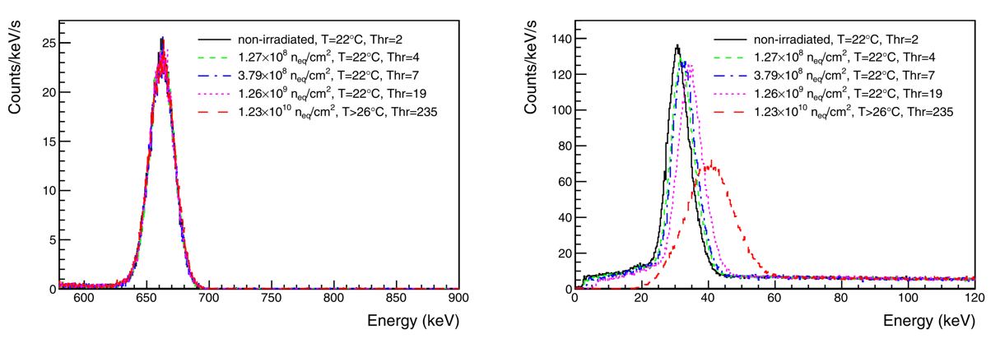 Counts/keV/s
25
20
15
10
5
0
600 650 700 750 800 850 900
Energy (keV)
non-irradiated, T=22°C, Thr=2
1.27×10⁸ n_eq/cm², T=22°C, Thr=4
3.79×10⁸ n_eq/cm², T=22°C, Thr=7
1.26×10⁹ n_eq/cm², T=22°C, Thr=19
1.23×10¹⁰ n_eq/cm², T>26°C, Thr=235
Counts/keV/s
140
120
100
80
60
40
20
0
0 20 40 60 80 100 120
Energy (keV)
non-irradiated, T=22°C, Thr=2
1.27×10⁸ n_eq/cm², T=22°C, Thr=4
3.79×10⁸ n_eq/cm², T=22°C, Thr=7
1.26×10⁹ n_eq/cm², T=22°C, Thr=19
1.23×10¹⁰ n_eq/cm², T>26°C, Thr=235